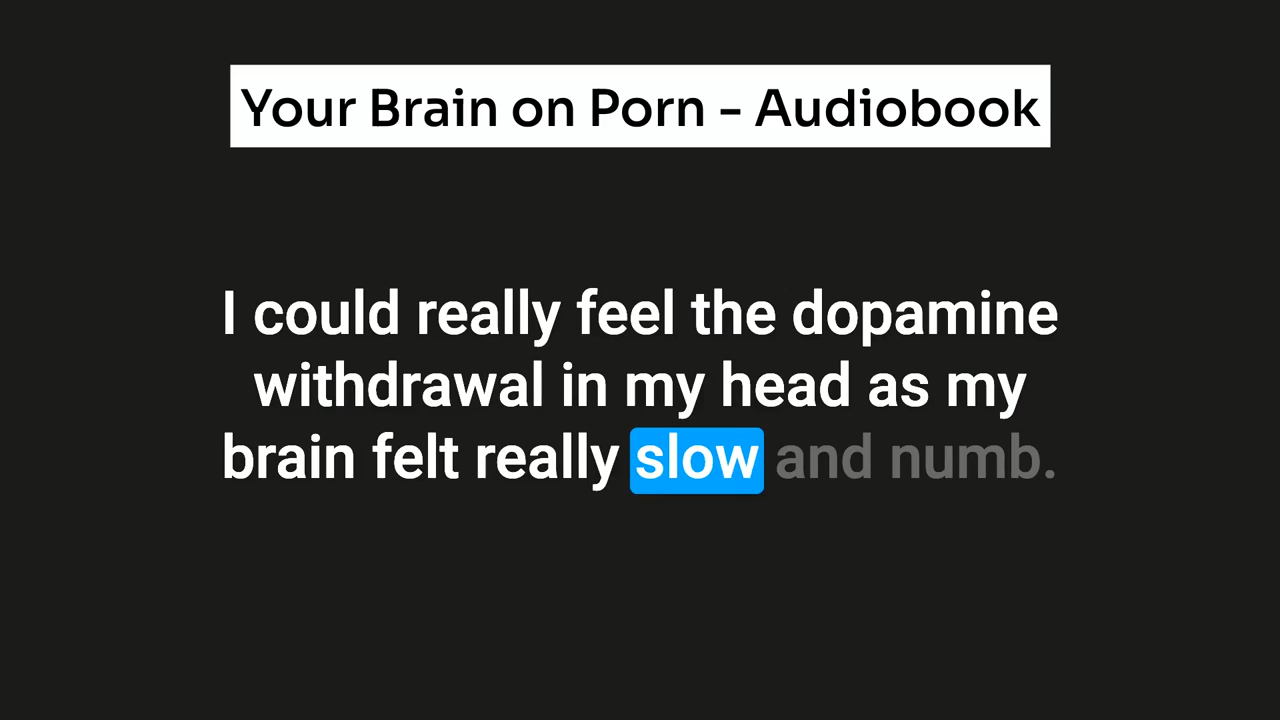 Your Brain on Porn - Audiobook
I could really feel the dopamine
withdrawal in my head as my
brain felt really slow and numb.